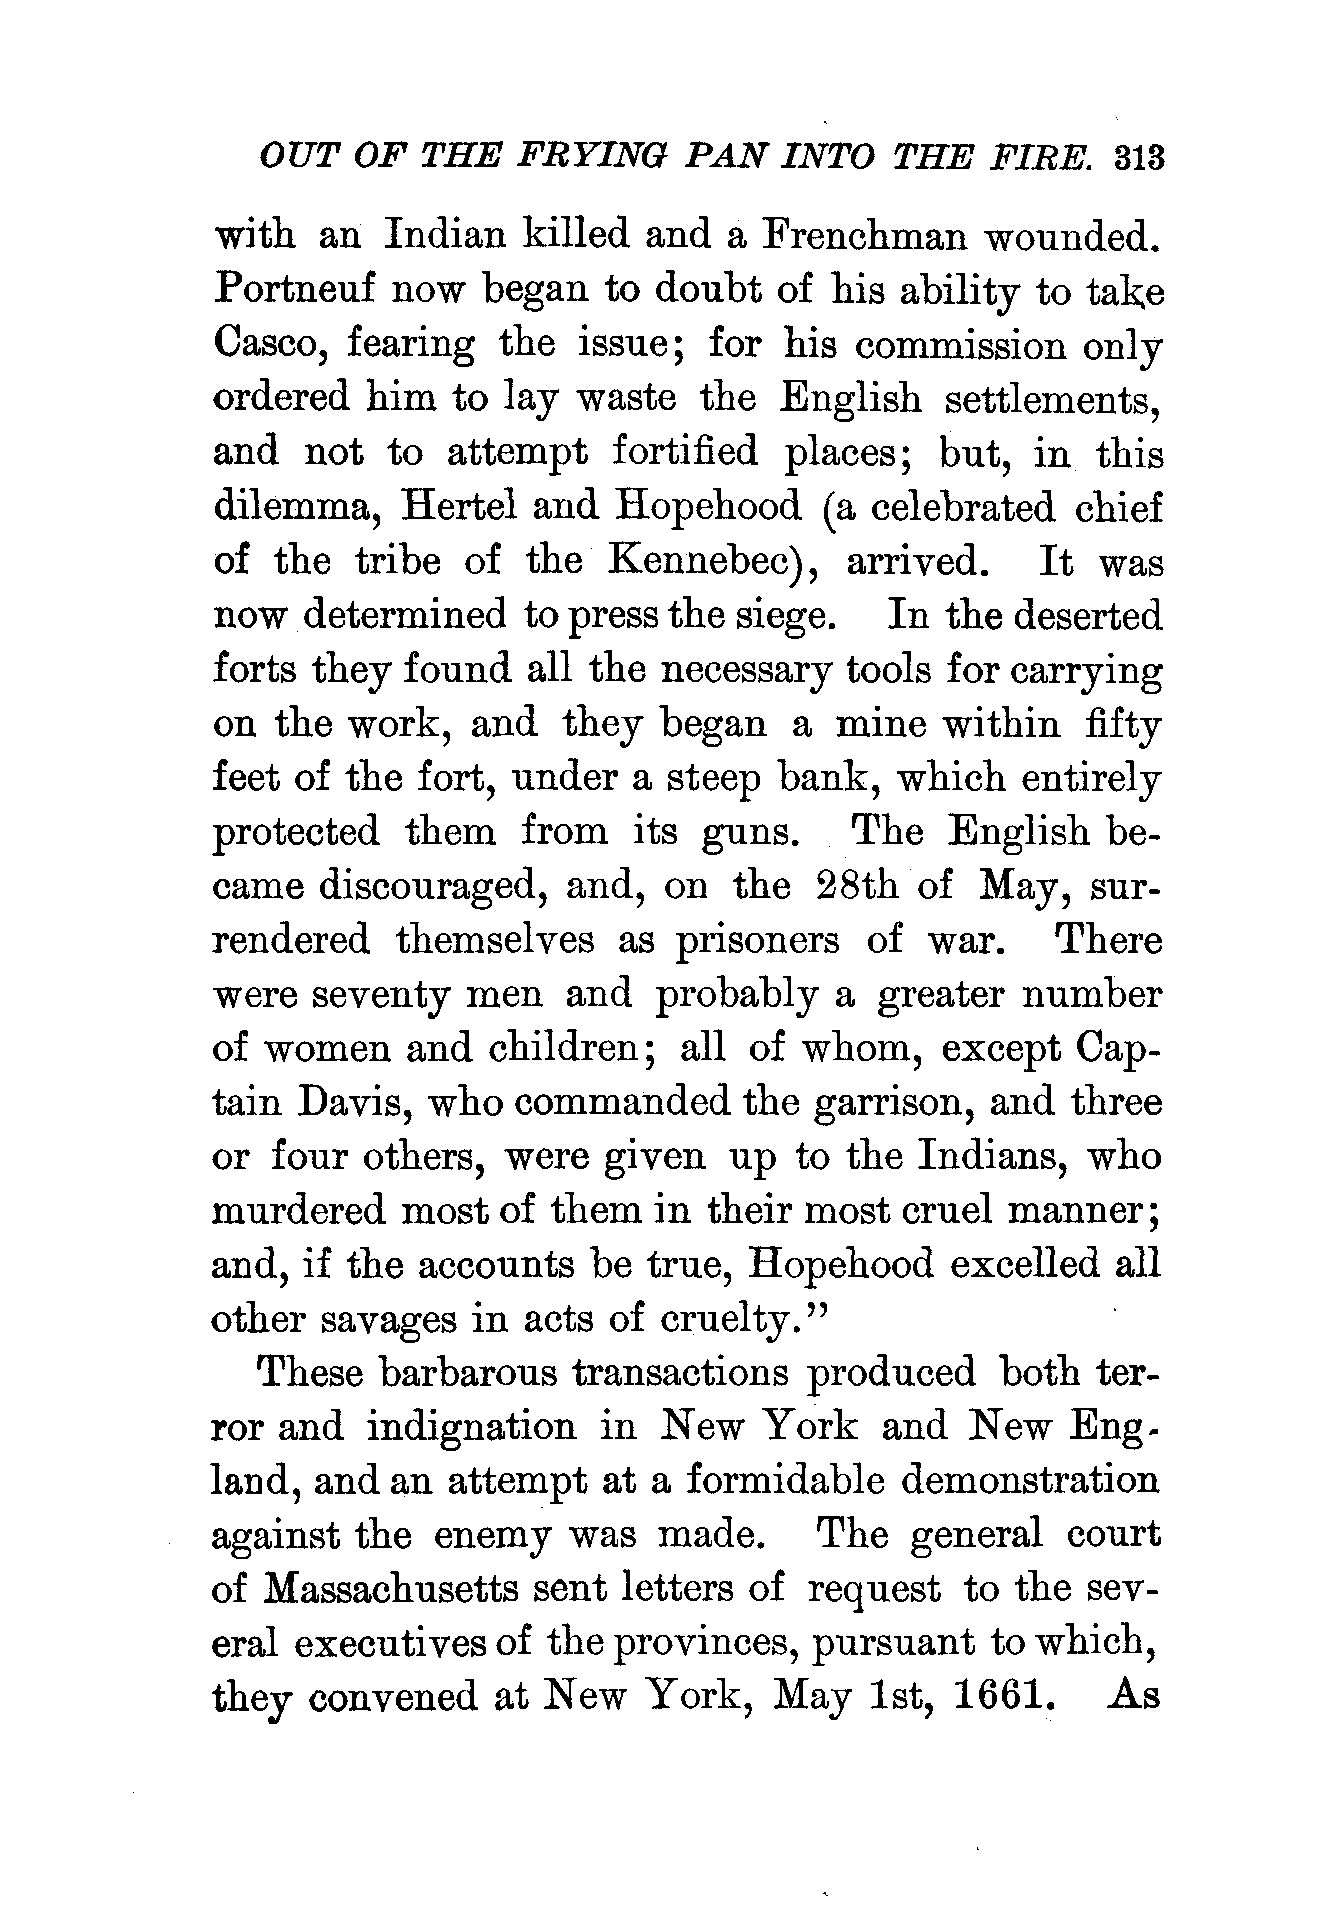 OUT OF THE FRYING PAN INTO THE FIRE. 313
with an Indian killed and a Frenchman wounded.
Portneuf now began to doubt of his ability to take
Casco, fearing the issue; for his commission only
ordered him to lay waste the English settlements,
and not to attempt fortified places; but, in this
dilemma, Hertel and Hopehood (a celebrated chief
of the tribe of the Kennebec), arrived. It was
now determined to press the siege. In the deserted
forts they found all the necessary tools for carrying
on the work, and they began a mine within fifty
feet of the fort, under a steep bank, which entirely
protected them from its guns. The English be-
came discouraged, and, on the 28th of May, sur-
rendered themselves as prisoners of war. There
were seventy men and probably a greater number
of women and children; all of whom, except Cap-
tain Davis, who commanded the garrison, and three
or four others, were given up to the Indians, who
murdered most of them in their most cruel manner;
and, if the accounts be true, Hopehood excelled all
other savages in acts of cruelty."
These barbarous transactions produced both ter-
ror and indignation in New York and New Eng-
land, and an attempt at a formidable demonstration
against the enemy was made. The general court
of Massachusetts sent letters of request to the sev-
eral executives of the provinces, pursuant to which,
they convened at New York, May 1st, 1661. As